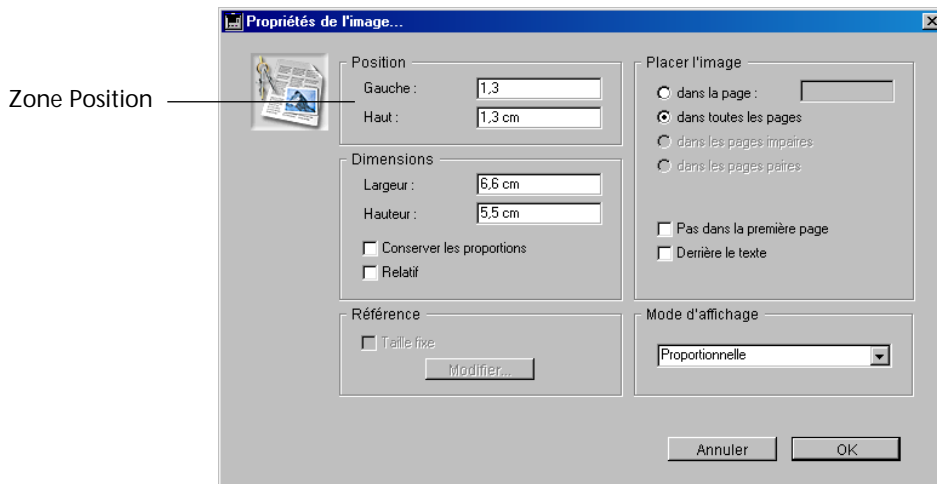 Propriétés de l'image...
Zone Position
Position
Gauche :
1,3
Haut :
1,3 cm
Dimensions
Largeur :
6,6 cm
Hauteur :
5,5 cm
Conserver les proportions
Relatif
Référence
Taille fixe
Modifier...
Placer l'image
dans la page :
dans toutes les pages
dans les pages impaires
dans les pages paires
Pas dans la première page
Derrière le texte
Mode d'affichage
Proportionnelle
Annuler
OK